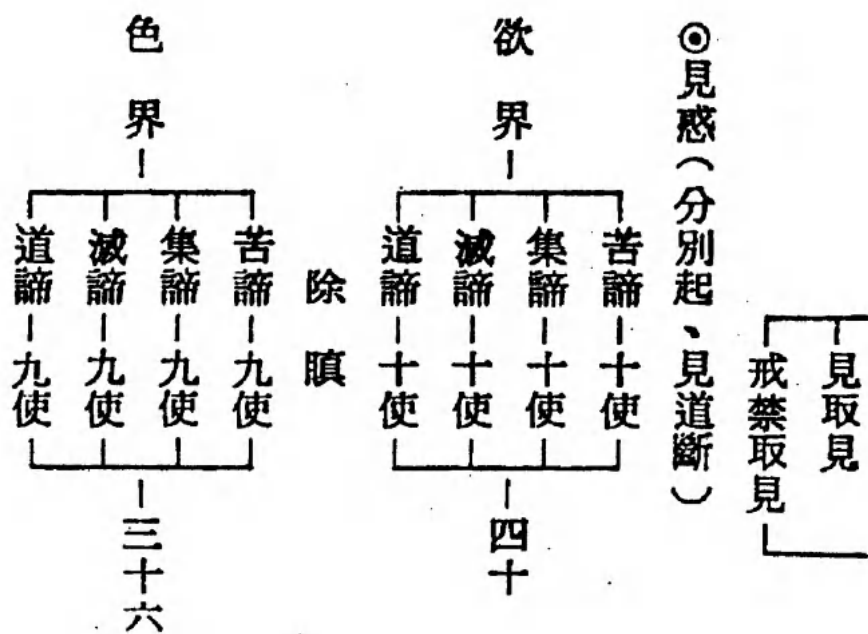 見取見
戒禁取見
◎見惑(分別起、見道斷)
欲界
苦諦 十使
集諦 十使
滅諦 十使
道諦 十使
四十
除瞋
色界
苦諦 九使
集諦 九使
滅諦 九使
道諦 九使
三十六